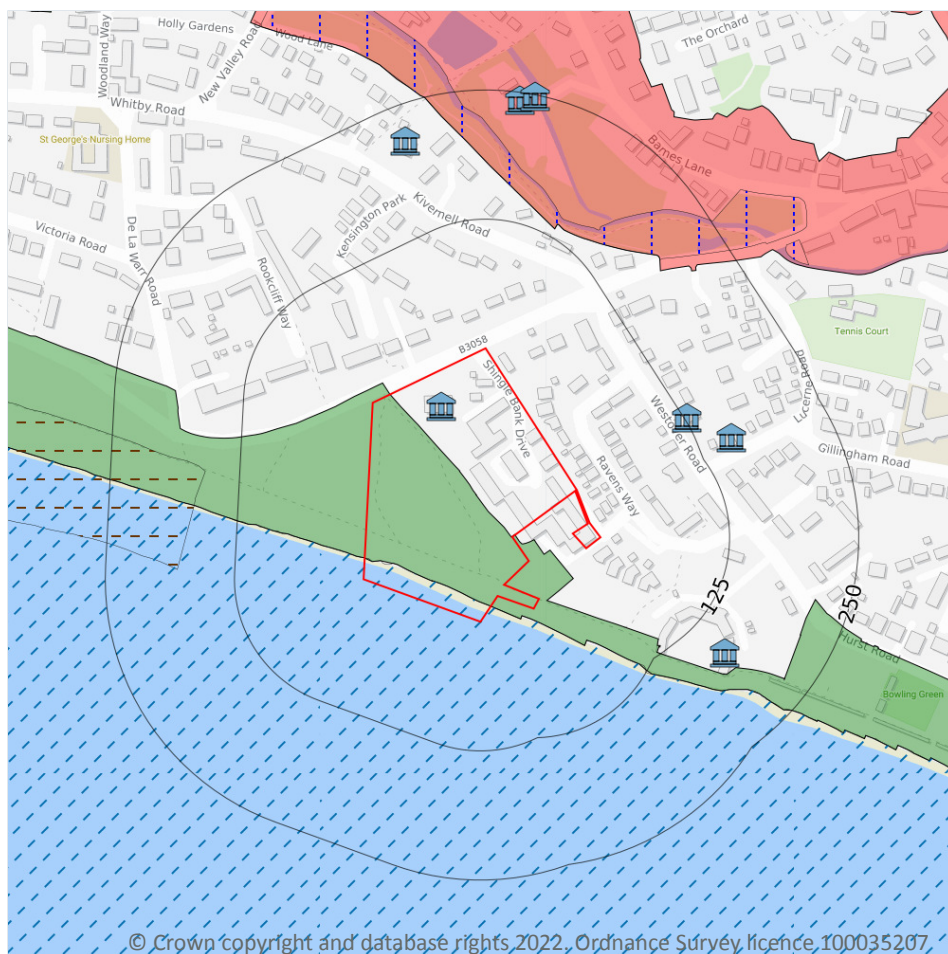 Holly Gardens
Woodland Way
New Valley Road
Wood Lane
The Orchard
Whitby Road
St George's Nursing Home
Barnes Lane
Kensington Park
Kivernell Road
Victoria Road
De La Warr Road
Rookcliff Way
Tennis Court
B3058
Shingle Bank Drive
Lucerne Road
Westover Road
Gillingham Road
Ravens Way
125
250
Hurst Road
Bowling Green
© Crown copyright and database rights 2022. Ordnance Survey licence 100035207.